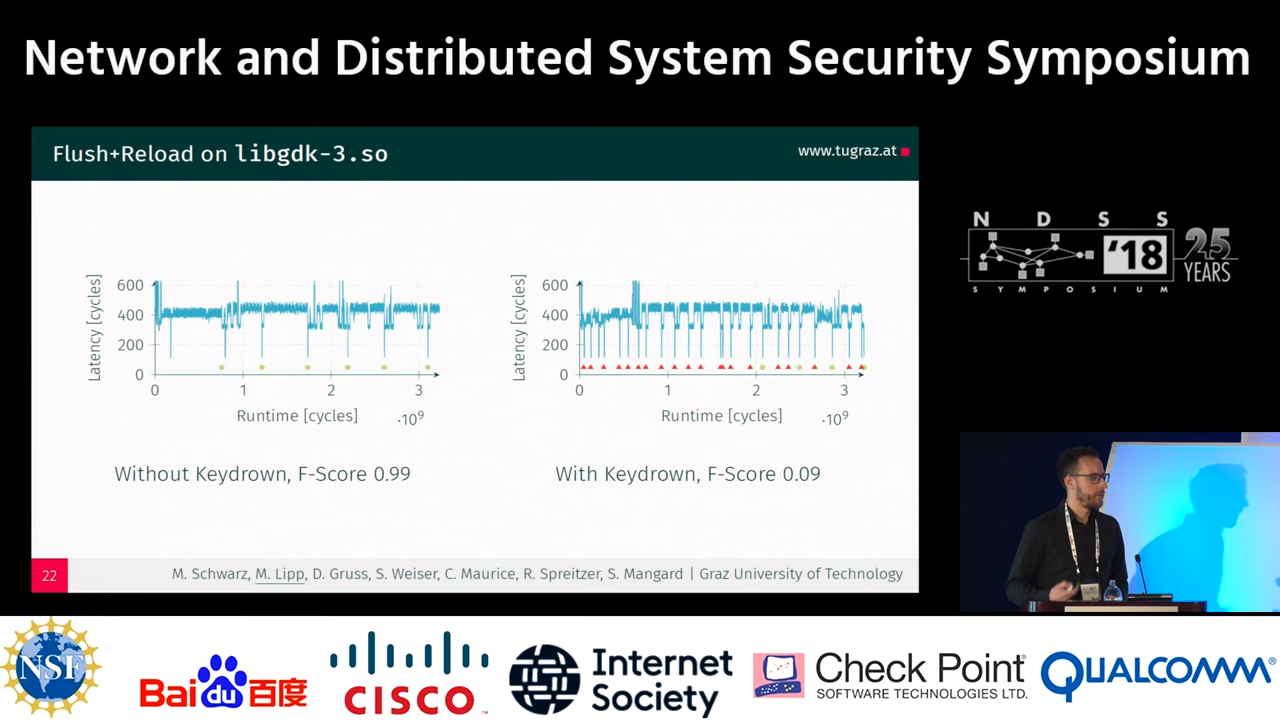 Network and Distributed System Security Symposium
Flush+Reload on libgdk-3.so
www.tugraz.at
Latency [cycles]
600
400
200
0
0
1
2
3
Runtime [cycles]
·10⁹
Without Keydrown, F-Score 0.99
Latency [cycles]
600
400
200
0
0
1
2
3
Runtime [cycles]
·10⁹
With Keydrown, F-Score 0.09
22
M. Schwarz, M. Lipp, D. Gruss, S. Weiser, C. Maurice, R. Spreitzer, S. Mangard | Graz University of Technology
N D S S
'18
25
YEARS
S Y M P O S I U M
NSF
Baidu百度
CISCO™
Internet
Society
Check Point®
SOFTWARE TECHNOLOGIES LTD.
QUALCOMM®